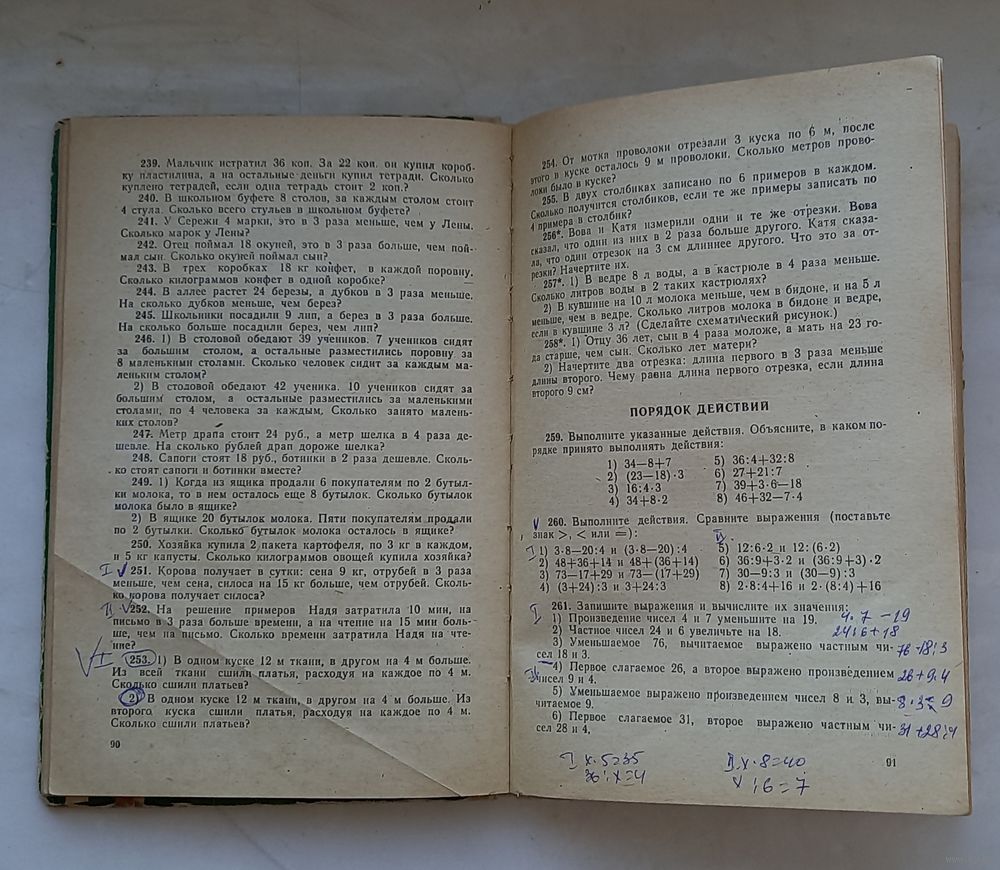 239. Мальчик истратил 36 коп. За 22 коп. он купил короб-
ку пластилина, а на остальные деньги купил тетради. Сколько
куплено тетрадей, если одна тетрадь стоит 2 коп.?
240. В школьном буфете 8 столов, за каждым столом стоит
4 стула. Сколько всего стульев в школьном буфете?
241. У Сережи 4 марки, это в 3 раза меньше, чем у Лены.
Сколько марок у Лены?
242. Отец поймал 18 окуней, это в 3 раза больше, чем пой-
мал сын. Сколько окуней поймал сын?
243. В трех коробках 18 кг конфет, в каждой поровну.
Сколько килограммов конфет в одной коробке?
244. В аллее растет 24 березы, а дубков в 3 раза меньше.
На сколько дубков меньше, чем берез?
245. Школьники посадили 9 лип, а берез в 3 раза больше.
На сколько больше посадили берез, чем лип?
246. 1) В столовой обедают 39 учеников. 7 учеников сидят
за большим столом, а остальные разместились поровну за
8 маленькими столами. Сколько человек сидит за каждым ма-
леньким столом?
2) В столовой обедают 42 ученика. 10 учеников сидят за
большим столом, а остальные разместились за маленькими
столами, по 4 человека за каждым. Сколько занято малень-
ких столов?
247. Метр драпа стоит 24 руб., а метр шелка в 4 раза де-
шевле. На сколько рублей драп дороже шелка?
248. Сапоги стоят 18 руб., ботинки в 2 раза дешевле. Сколь-
ко стоят сапоги и ботинки вместе?
249. 1) Когда из ящика продали 6 покупателям по 2 бутыл-
ки молока, то в нем осталось еще 8 бутылок. Сколько бутылок
молока было в ящике?
2) В ящике 20 бутылок молока. Пяти покупателям продали
по 2 бутылки. Сколько бутылок молока осталось в ящике?
250. Хозяйка купила 2 пакета картофеля, по 3 кг в каждом,
и 5 кг капусты. Сколько килограммов овощей купила хозяйка?
I √ 251. Корова получает в сутки: сена 9 кг, отрубей в 3 раза
меньше, чем сена, силоса на 15 кг больше, чем отрубей. Сколь-
ко корова получает силоса?
II √ 252. На решение примеров Надя затратила 10 мин, на
письмо в 3 раза больше времени, а на чтение на 15 мин боль-
ше, чем на письмо. Сколько времени затратила Надя на чте-
ние?
√ I 253. 1) В одном куске 12 м ткани, в другом на 4 м больше.
Из всей ткани сшили платья, расходуя на каждое по 4 м.
Сколько сшили платьев?
2) В одном куске 12 м ткани, в другом на 4 м больше. Из
второго куска сшили платья, расходуя на каждое по 4 м.
Сколько сшили платьев?
90
254. От мотка проволоки отрезали 3 куска по 6 м, после
этого в куске осталось 9 м проволоки. Сколько метров прово-
локи было в куске?
255. В двух столбиках записано по 6 примеров в каждом.
Сколько получится столбиков, если те же примеры записать по
4 примера в столбик?
256*. Вова и Катя измерили одни и те же отрезки. Вова
сказал, что один из них в 2 раза больше другого. Катя сказа-
ла, что один отрезок на 3 см длиннее другого. Что это за от-
резки? Начертите их.
257*. 1) В ведре 8 л воды, а в кастрюле в 4 раза меньше.
Сколько литров воды в 2 таких кастрюлях?
2) В кувшине на 10 л молока меньше, чем в бидоне, и на 5 л
меньше, чем в ведре. Сколько литров молока в бидоне и ведре,
если в кувшине 3 л? (Сделайте схематический рисунок.)
258*. 1) Отцу 36 лет, сын в 4 раза моложе, а мать на 23 го-
да старше, чем сын. Сколько лет матери?
2) Начертите два отрезка: длина первого в 3 раза меньше
длины второго. Чему равна длина первого отрезка, если длина
второго 9 см?
ПОРЯДОК ДЕЙСТВИЙ
259. Выполните указанные действия. Объясните, в каком по-
рядке принято выполнять действия:
1) 34—8+7 5) 36:4+32:8
2) (23—18)·3 6) 27+21:7
3) 16:4·3 7) 39+3·6—18
4) 34+8·2 8) 46+32—7·4
√ 260. Выполните действия. Сравните выражения (поставьте
знак >, < или =):
I II
1) 3·8—20:4 и (3·8—20):4 5) 12:6·2 и 12:(6·2)
2) 48+36+14 и 48+(36+14) 6) 36:9+3·2 и (36:9+3)·2
3) 73—17+29 и 73—(17+29) 7) 30—9:3 и (30—9):3
4) (3+24):3 и 3+24:3 8) 2·8:4+16 и 2·(8:4)+16
I 261. Запишите выражения и вычислите их значения:
1) Произведение чисел 4 и 7 уменьшите на 19. 4·7−19
2) Частное чисел 24 и 6 увеличьте на 18. 24:6+18
3) Уменьшаемое 76, вычитаемое выражено частным чи-
сел 18 и 3. 76−18:3
II 4) Первое слагаемое 26, а второе выражено произведением
чисел 9 и 4. 26+9·4
5) Уменьшаемое выражено произведением чисел 8 и 3, вы-
читаемое 9. 8·3−9
6) Первое слагаемое 31, второе выражено частным чи-
сел 28 и 4, 31+28:4
I x·5=35 II x·8=40
36:x=4 x:6=7
91